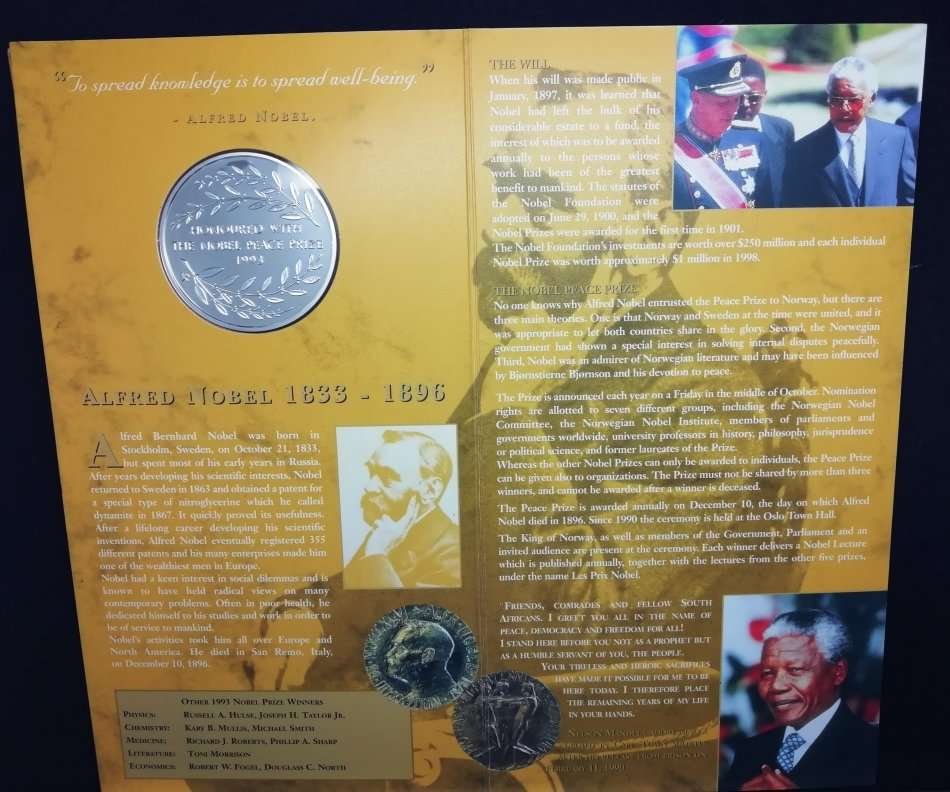 “To spread knowledge is to spread well-being.”
- Alfred Nobel.
HONOURED WITH
THE NOBEL PEACE PRIZE
1993
Alfred Nobel 1833 - 1896
Alfred Bernhard Nobel was born in
Stockholm, Sweden, on October 21, 1833,
but spent most of his early years in Russia.
After years developing his scientific interests, Nobel
returned to Sweden in 1863 and obtained a patent for
a special type of nitroglycerine which he called
dynamite in 1867. It quickly proved its usefulness.
After a lifelong career developing his scientific
inventions, Alfred Nobel eventually registered 355
different patents and his many enterprises made him
one of the wealthiest men in Europe.
Nobel had a keen interest in social dilemmas and is
known to have held radical views on many
contemporary problems. Often in poor health, he
dedicated himself to his studies and work in order to
be of service to mankind.
Nobel's activities took him all over Europe and
North America. He died in San Remo, Italy,
on December 10, 1896.
Other 1993 Nobel Prize Winners
Physics: Russell A. Hulse, Joseph H. Taylor Jr.
Chemistry: Kary B. Mullis, Michael Smith
Medicine: Richard J. Roberts, Phillip A. Sharp
Literature: Toni Morrison
Economics: Robert W. Fogel, Douglass C. North
THE WILL
When his will was made public in
January, 1897, it was learned that
Nobel had left the bulk of his
considerable estate to a fund, the
interest of which was to be awarded
annually to the persons whose
work had been of the greatest
benefit to mankind. The statutes of
the Nobel Foundation were
adopted on June 29, 1900, and the
Nobel Prizes were awarded for the first time in 1901.
The Nobel Foundation's investments are worth over $250 million and each individual
Nobel Prize was worth approximately $1 million in 1998.
THE NOBEL PEACE PRIZE
No one knows why Alfred Nobel entrusted the Peace Prize to Norway, but there are
three main theories. One is that Norway and Sweden at the time were united, and it
was appropriate to let both countries share in the glory. Second, the Norwegian
government had shown a special interest in solving internal disputes peacefully.
Third, Nobel was an admirer of Norwegian literature and may have been influenced
by Bjørnstierne Bjørnson and his devotion to peace.
The Prize is announced each year on a Friday in the middle of October. Nomination
rights are allotted to seven different groups, including the Norwegian Nobel
Committee, the Norwegian Nobel Institute, members of parliaments and
governments worldwide, university professors in history, philosophy, jurisprudence
or political science, and former laureates of the Prize.
Whereas the other Nobel Prizes can only be awarded to individuals, the Peace Prize
can be given also to organizations. The Prize must not be shared by more than three
winners, and cannot be awarded after a winner is deceased.
The Peace Prize is awarded annually on December 10, the day on which Alfred
Nobel died in 1896. Since 1990 the ceremony is held at the Oslo Town Hall.
The King of Norway, as well as members of the Government, Parliament and an
invited audience are present at the ceremony. Each winner delivers a Nobel Lecture
which is published annually, together with the lectures from the other five prizes,
under the name Les Prix Nobel.
“Friends, comrades and fellow South
Africans. I greet you all in the name of
peace, democracy and freedom for all!
I stand here before you not as a prophet but
as a humble servant of you, the people.
Your tireless and heroic sacrifices
have made it possible for me to be
here today. I therefore place
the remaining years of my life
in your hands.
Nelson Mandela
February 11, 1990